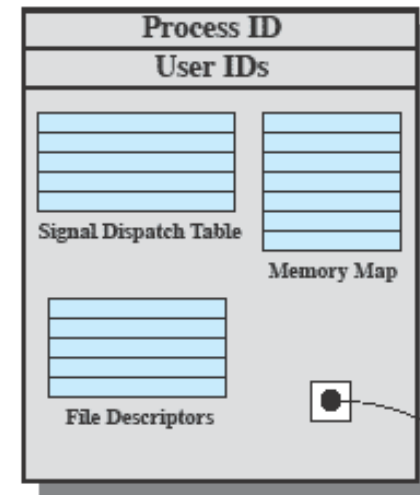 Process ID
User IDs
Signal Dispatch Table
Memory Map
File Descriptors